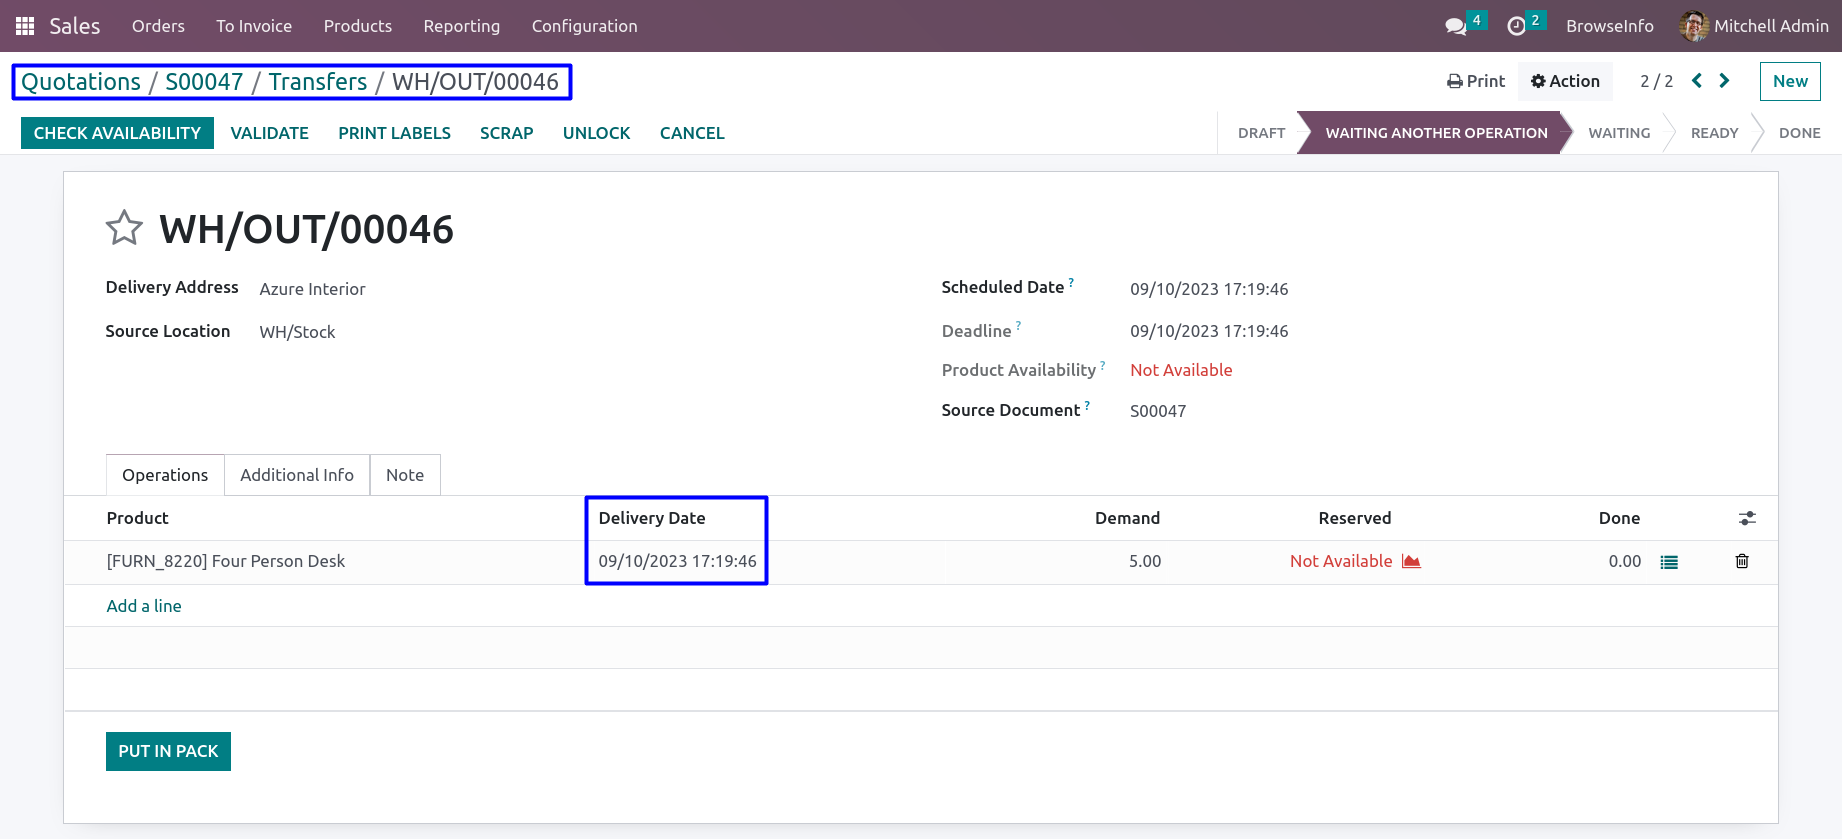 Sales Orders To Invoice Products Reporting Configuration 4 2 BrowseInfo Mitchell Admin
Quotations / S00047 / Transfers / WH/OUT/00046 Print Action 2 / 2 New
CHECK AVAILABILITY VALIDATE PRINT LABELS SCRAP UNLOCK CANCEL DRAFT WAITING ANOTHER OPERATION WAITING READY DONE
WH/OUT/00046
Delivery Address Azure Interior Scheduled Date ? 09/10/2023 17:19:46
Source Location WH/Stock Deadline ? 09/10/2023 17:19:46
Product Availability ? Not Available
Source Document ? S00047
Operations Additional Info Note
Product Delivery Date Demand Reserved Done
[FURN_8220] Four Person Desk 09/10/2023 17:19:46 5.00 Not Available 0.00
Add a line
PUT IN PACK